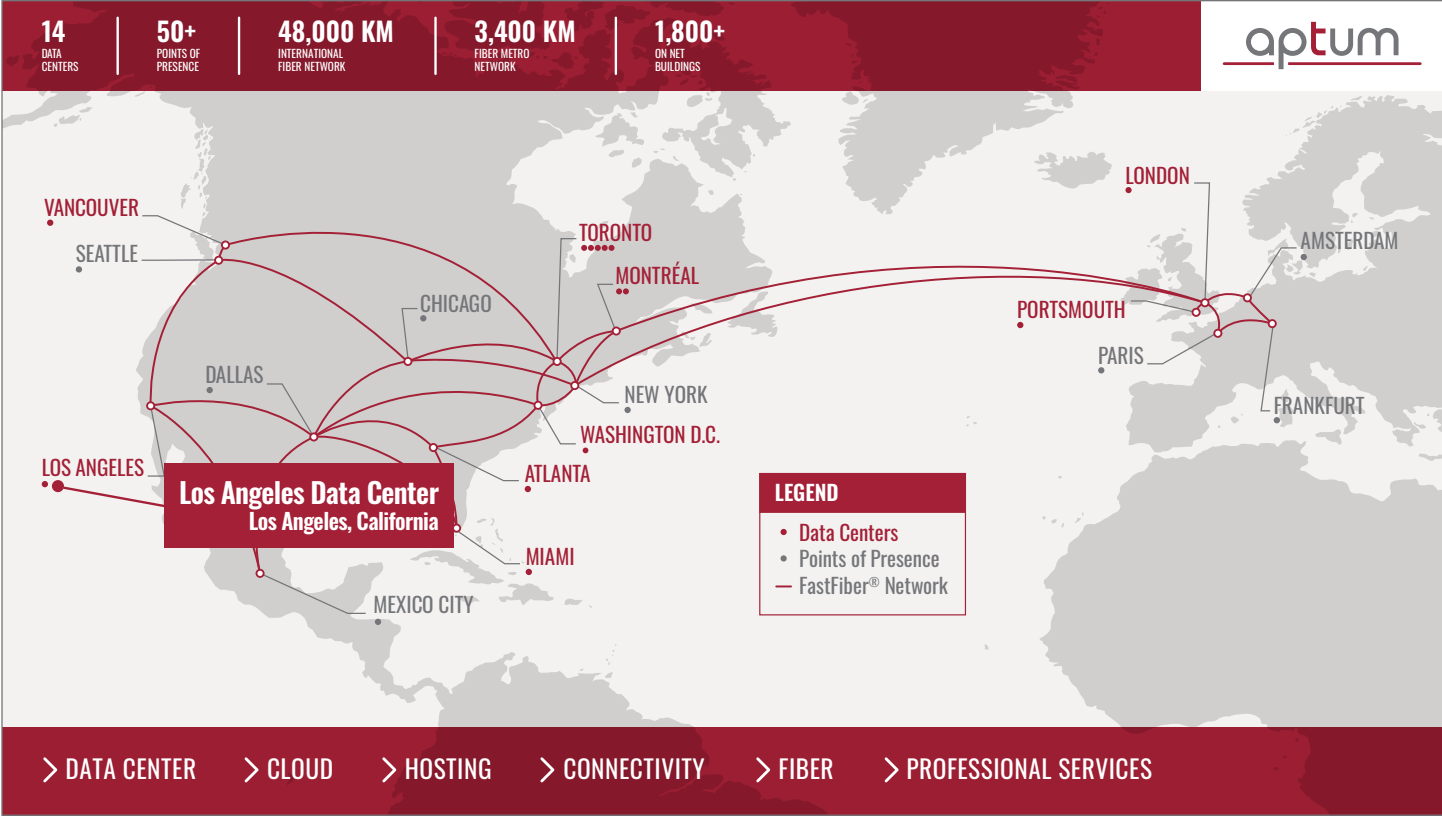 14
DATA
CENTERS
50+
POINTS OF
PRESENCE
48,000 KM
INTERNATIONAL
FIBER NETWORK
3,400 KM
FIBER METRO
NETWORK
1,800+
ON NET
BUILDINGS
aptum
VANCOUVER
SEATTLE
TORONTO
MONTRÉAL
CHICAGO
DALLAS
NEW YORK
WASHINGTON D.C.
LOS ANGELES
ATLANTA
Los Angeles Data Center
Los Angeles, California
MIAMI
MEXICO CITY
LONDON
AMSTERDAM
PORTSMOUTH
PARIS
FRANKFURT
LEGEND
Data Centers
Points of Presence
FastFiber® Network
DATA CENTER
CLOUD
HOSTING
CONNECTIVITY
FIBER
PROFESSIONAL SERVICES